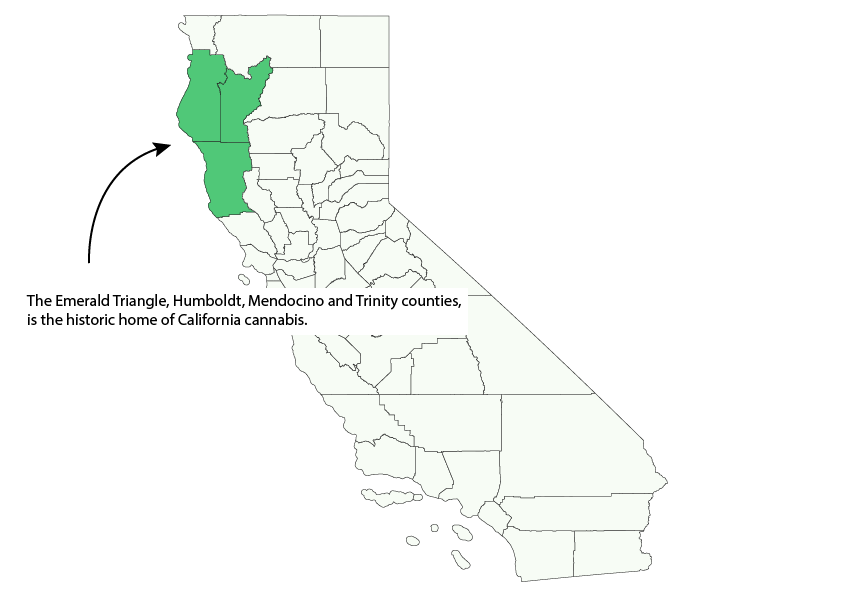 The Emerald Triangle, Humboldt, Mendocino and Trinity counties,
is the historic home of California cannabis.